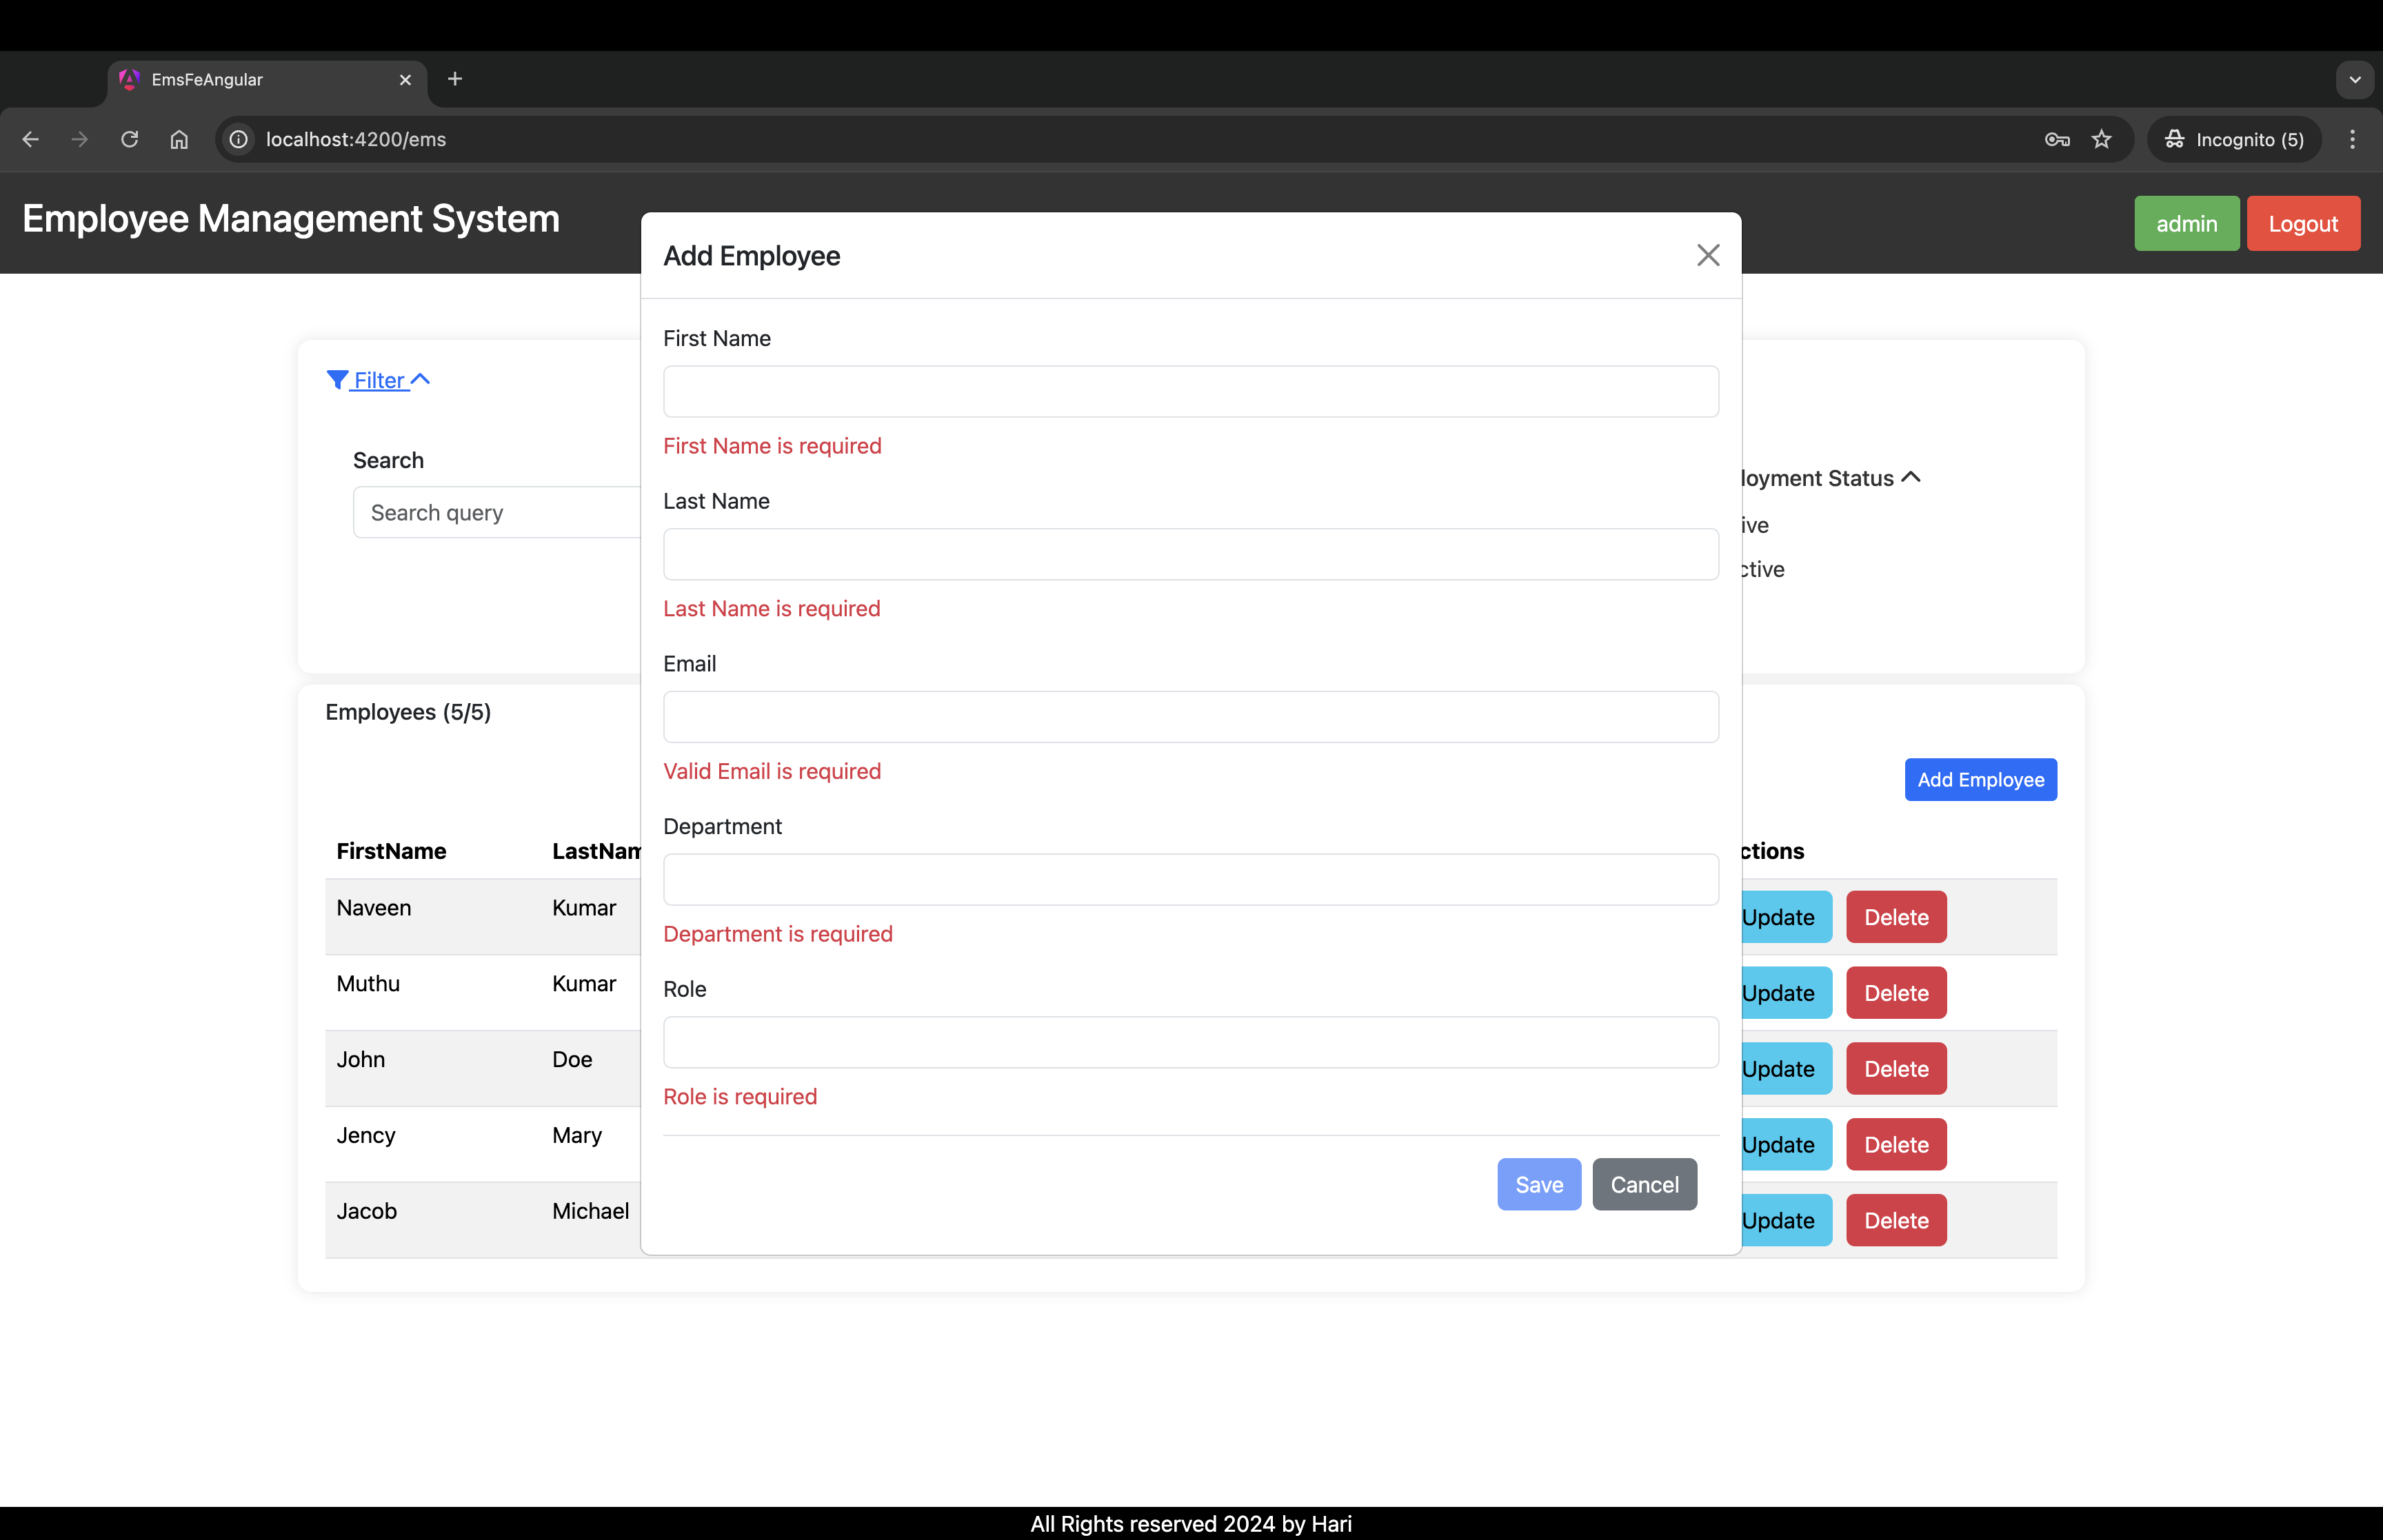 EmsFeAngular
localhost:4200/ems
Incognito (5)
Employee Management System
admin
Logout
Add Employee
First Name
First Name is required
Last Name
Last Name is required
Email
Valid Email is required
Department
Department is required
Role
Role is required
Save
Cancel
Filter
Search
Search query
loyment Status
ive
ctive
Employees (5/5)
Add Employee
FirstName LastNam ctions
Naveen Kumar Update Delete
Muthu Kumar Update Delete
John Doe Update Delete
Jency Mary Update Delete
Jacob Michael Update Delete
All Rights reserved 2024 by Hari